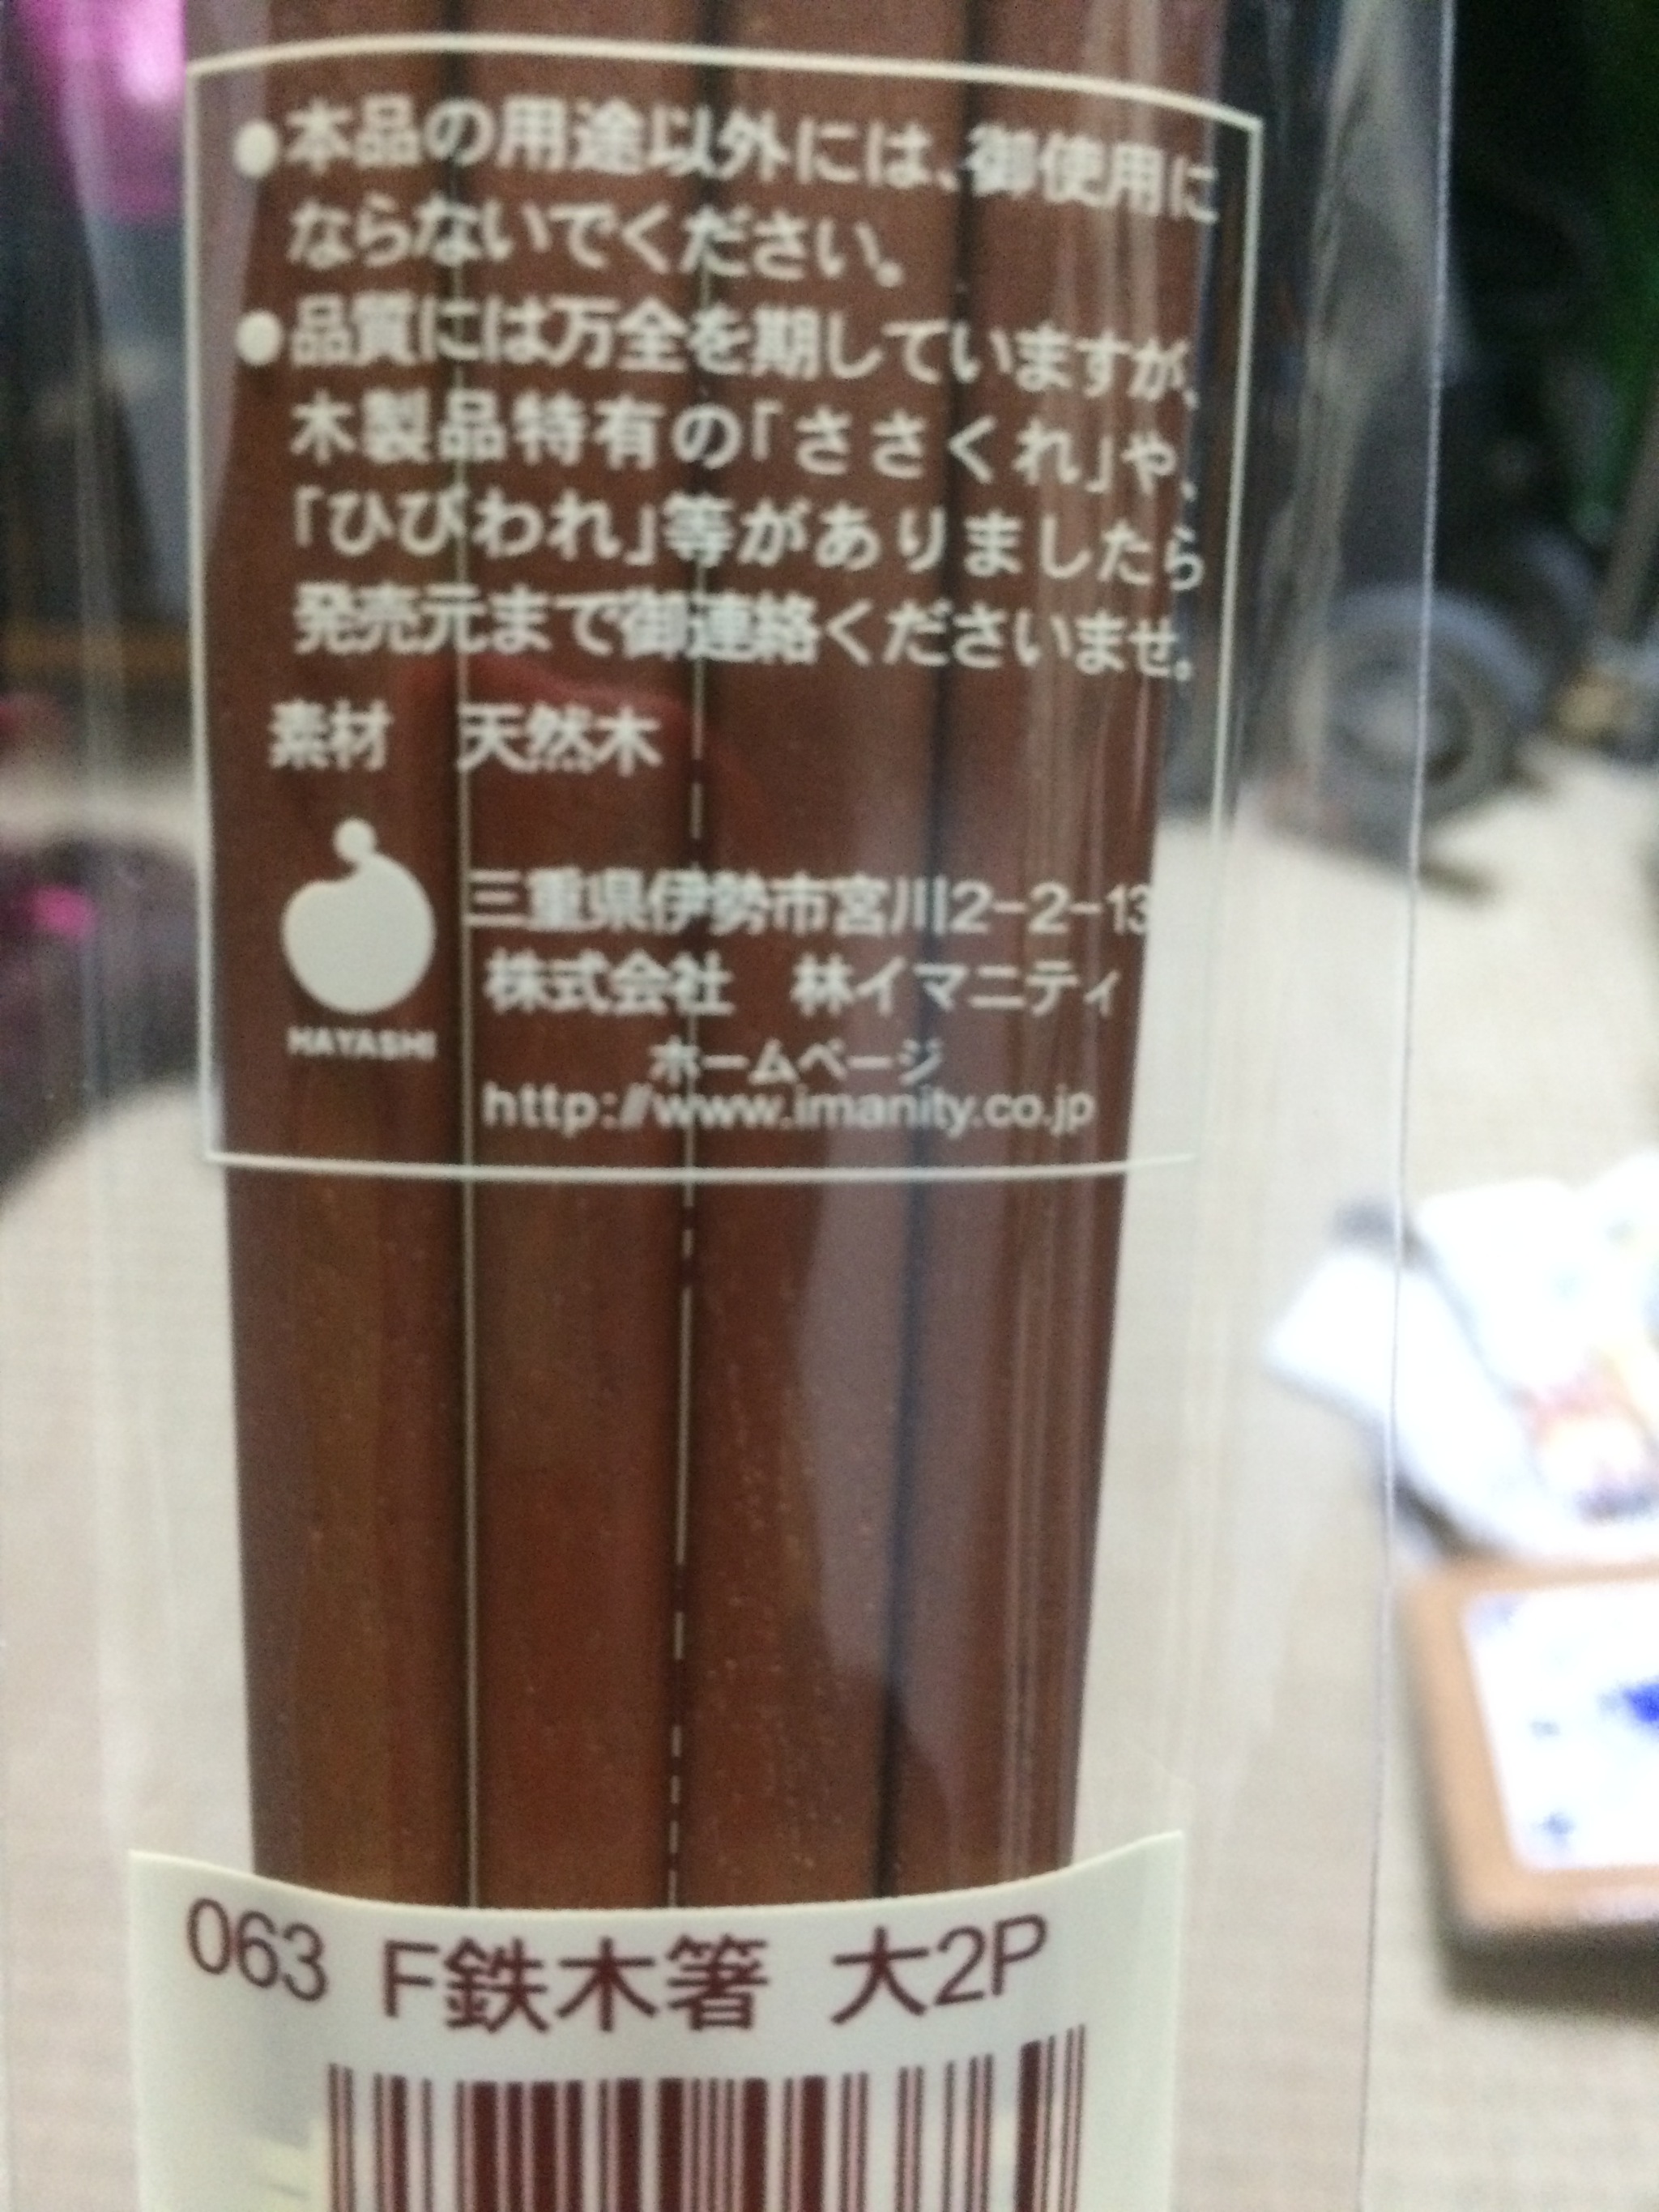 ●本品の用途以外には、御使用に
ならないでください。
●品質には万全を期していますが、
木製品特有の「ささくれ」や、
「ひびわれ」等がありましたら
発売元まで御連絡くださいませ。
素材 天然木
HAYASHI
三重県伊勢市宮川2-2-13
株式会社 林イマニティ
ホームページ
http://www.imanity.co.jp
063 F鉄木箸 大2P